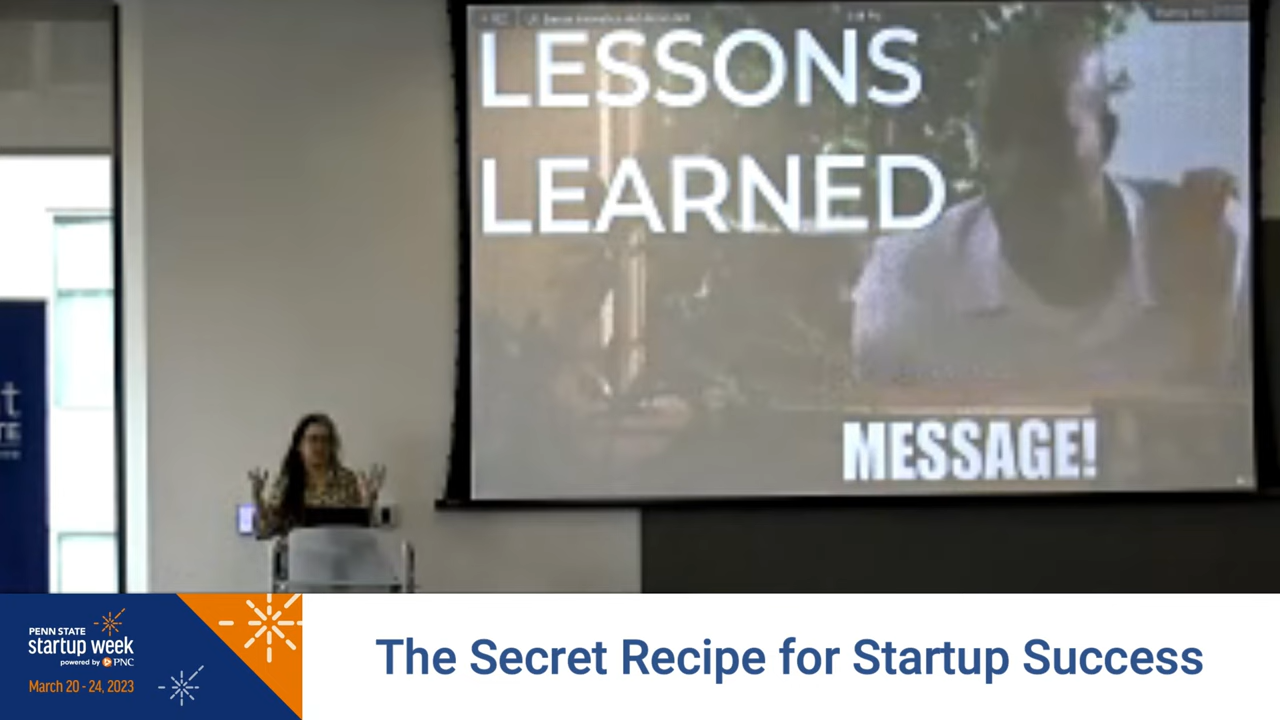 LESSONS
LEARNED
MESSAGE!
PENN STATE
startup week
powered by PNC
March 20 - 24, 2023
The Secret Recipe for Startup Success